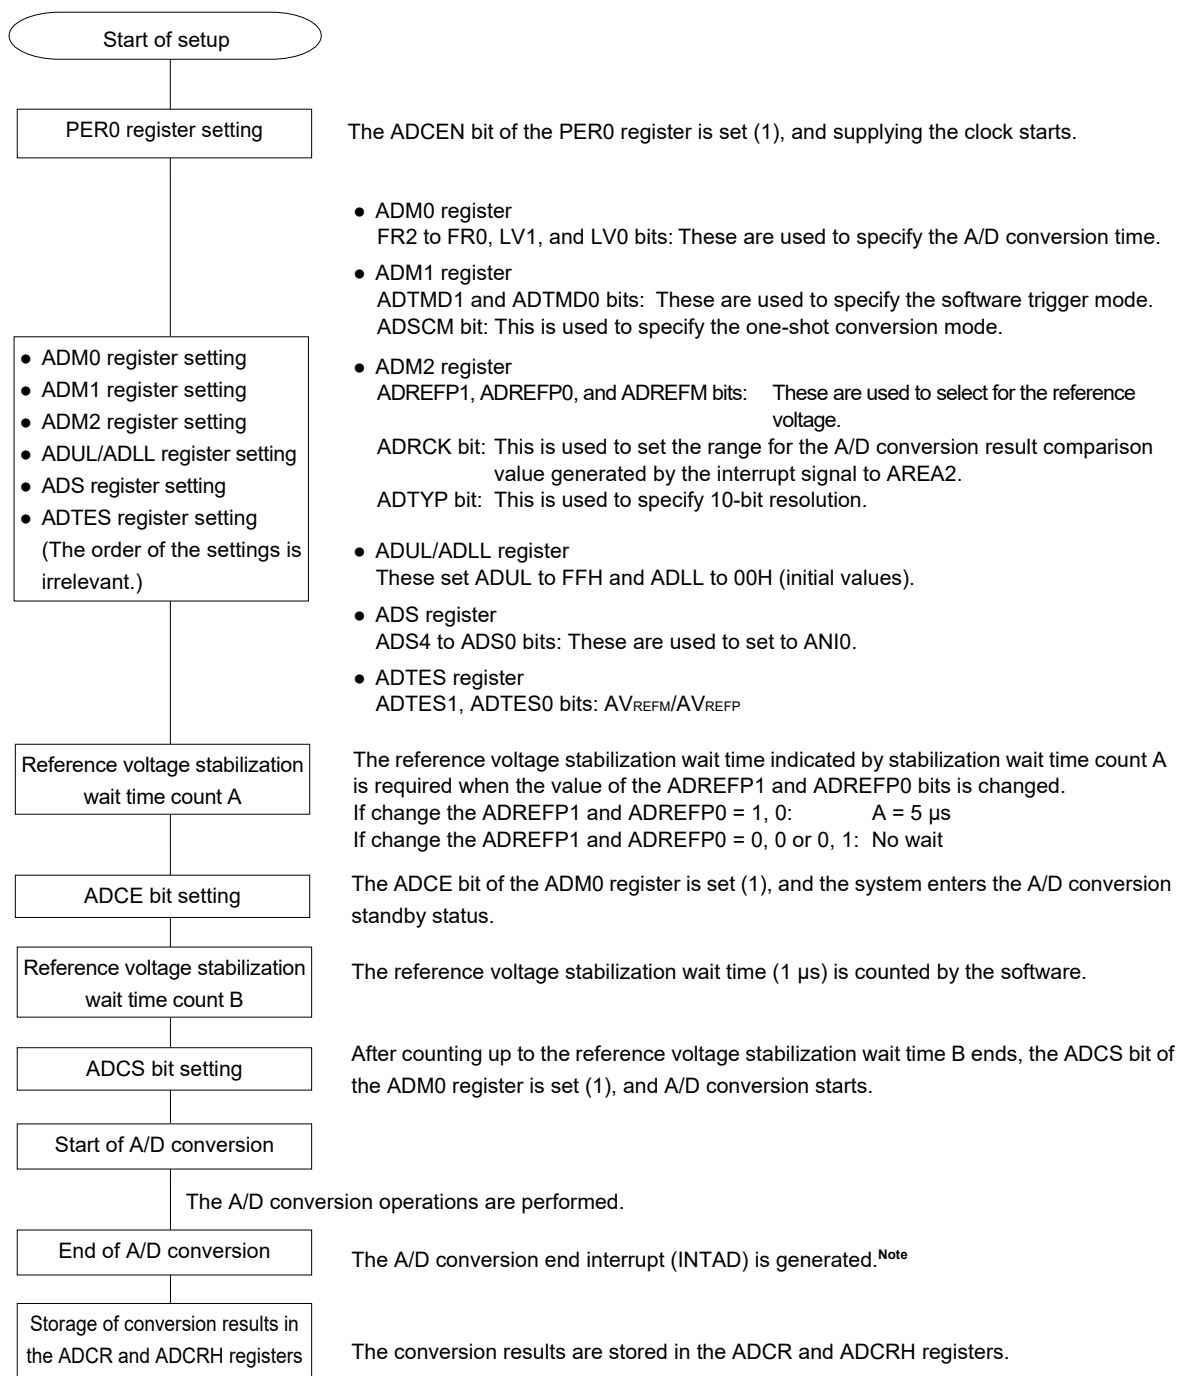 Start of setup
PER0 register setting
The ADCEN bit of the PER0 register is set (1), and supplying the clock starts.
● ADM0 register
FR2 to FR0, LV1, and LV0 bits: These are used to specify the A/D conversion time.
● ADM1 register
ADTMD1 and ADTMD0 bits: These are used to specify the software trigger mode.
ADSCM bit: This is used to specify the one-shot conversion mode.
● ADM0 register setting
● ADM1 register setting
● ADM2 register setting
● ADUL/ADLL register setting
● ADS register setting
● ADTES register setting
(The order of the settings is
irrelevant.)
● ADM2 register
ADREFP1, ADREFP0, and ADREFM bits: These are used to select for the reference
voltage.
ADRCK bit: This is used to set the range for the A/D conversion result comparison
value generated by the interrupt signal to AREA2.
ADTYP bit: This is used to specify 10-bit resolution.
● ADUL/ADLL register
These set ADUL to FFH and ADLL to 00H (initial values).
● ADS register
ADS4 to ADS0 bits: These are used to set to ANI0.
● ADTES register
ADTES1, ADTES0 bits: AVREFM/AVREFP
Reference voltage stabilization
wait time count A
The reference voltage stabilization wait time indicated by stabilization wait time count A
is required when the value of the ADREFP1 and ADREFP0 bits is changed.
If change the ADREFP1 and ADREFP0 = 1, 0: A = 5 µs
If change the ADREFP1 and ADREFP0 = 0, 0 or 0, 1: No wait
ADCE bit setting
The ADCE bit of the ADM0 register is set (1), and the system enters the A/D conversion
standby status.
Reference voltage stabilization
wait time count B
The reference voltage stabilization wait time (1 µs) is counted by the software.
ADCS bit setting
After counting up to the reference voltage stabilization wait time B ends, the ADCS bit of
the ADM0 register is set (1), and A/D conversion starts.
Start of A/D conversion
The A/D conversion operations are performed.
End of A/D conversion
The A/D conversion end interrupt (INTAD) is generated.Note
Storage of conversion results in
the ADCR and ADCRH registers
The conversion results are stored in the ADCR and ADCRH registers.